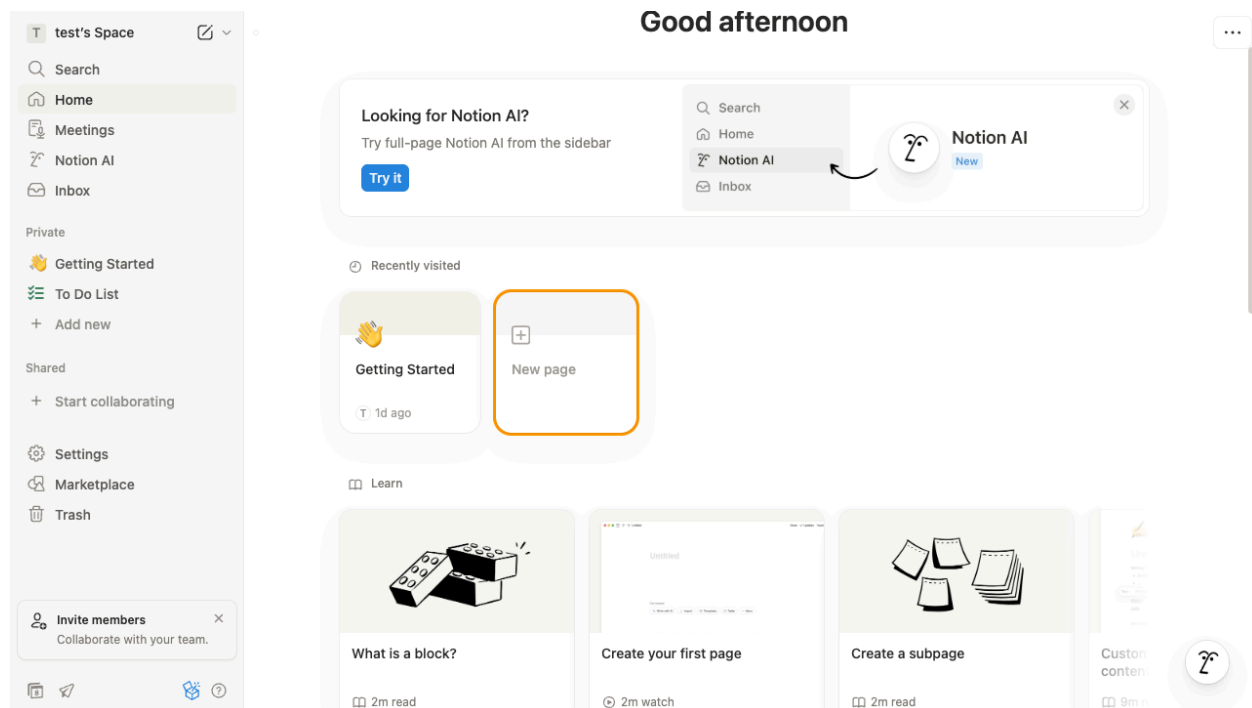 T test's Space
Search
Home
Meetings
Notion AI
Inbox
Private
Getting Started
To Do List
Add new
Shared
Start collaborating
Settings
Marketplace
Trash
Invite members
Collaborate with your team.
Good afternoon
Looking for Notion AI?
Try full-page Notion AI from the sidebar
Try it
Search
Home
Notion AI
Inbox
Notion AI
New
Recently visited
Getting Started
T 1d ago
New page
Learn
What is a block?
2m read
Untitled
Create your first page
2m watch
Create a subpage
2m read